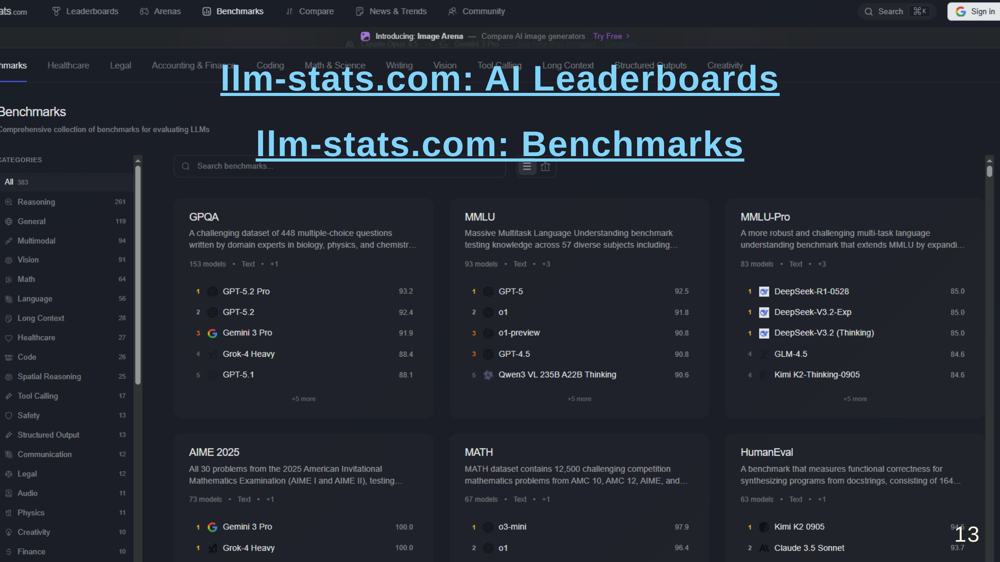 ats.com Leaderboards Arenas Benchmarks Compare News & Trends Community Search ⌘K Sign in
Introducing: Image Arena — Compare AI image generators Try Free >
Claude Opus 4.5 vs Gemini 3 Pro — See how they compare Compare >
hmarks Healthcare Legal Accounting & Finance Coding Math & Science Writing Vision Tool Calling Long Context Structured Outputs Creativity
llm-stats.com: AI Leaderboards
llm-stats.com: Benchmarks
Benchmarks
Comprehensive collection of benchmarks for evaluating LLMs
CATEGORIES
All 383
Reasoning 261
General 119
Multimodal 94
Vision 91
Math 64
Language 56
Long Context 28
Healthcare 27
Code 26
Spatial Reasoning 25
Tool Calling 17
Safety 13
Structured Output 13
Communication 12
Legal 12
Audio 11
Physics 11
Creativity 10
Finance 10
Search benchmarks...
GPQA
A challenging dataset of 448 multiple-choice questions
written by domain experts in biology, physics, and chemistr...
153 models • Text • +1
1 GPT-5.2 Pro 93.2
2 GPT-5.2 92.4
3 Gemini 3 Pro 91.9
4 Grok-4 Heavy 88.4
5 GPT-5.1 88.1
+5 more
MMLU
Massive Multitask Language Understanding benchmark
testing knowledge across 57 diverse subjects including...
93 models • Text • +3
1 GPT-5 92.5
2 o1 91.8
3 o1-preview 90.8
3 GPT-4.5 90.8
5 Qwen3 VL 235B A22B Thinking 90.6
+5 more
MMLU-Pro
A more robust and challenging multi-task language
understanding benchmark that extends MMLU by expandi...
83 models • Text • +3
1 DeepSeek-R1-0528 85.0
1 DeepSeek-V3.2-Exp 85.0
1 DeepSeek-V3.2 (Thinking) 85.0
4 GLM-4.5 84.6
4 Kimi K2-Thinking-0905 84.6
+5 more
AIME 2025
All 30 problems from the 2025 American Invitational
Mathematics Examination (AIME I and AIME II), testing...
73 models • Text • +1
1 Gemini 3 Pro 100.0
1 Grok-4 Heavy 100.0
MATH
MATH dataset contains 12,500 challenging competition
mathematics problems from AMC 10, AMC 12, AIME, and...
67 models • Text • +1
1 o3-mini 97.9
2 o1 96.4
HumanEval
A benchmark that measures functional correctness for
synthesizing programs from docstrings, consisting of 164...
63 models • Text • +1
1 Kimi K2 0905 94.5
2 Claude 3.5 Sonnet 93.7
13